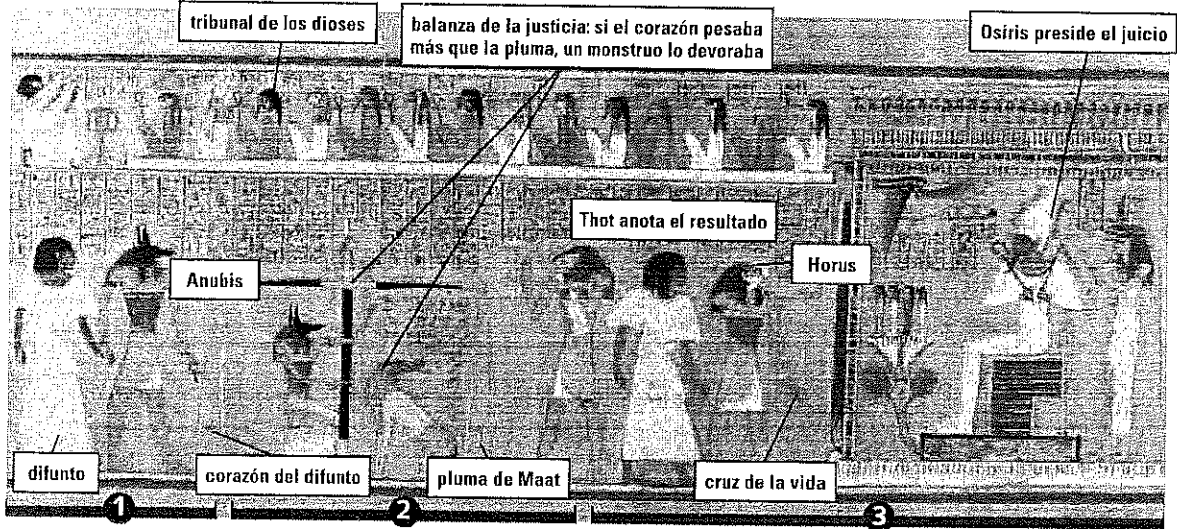 tribunal de los dioses
balanza de la justicia: si el corazón pesaba
más que la pluma, un monstruo lo devoraba
Osiris preside el juicio
Thot anota el resultado
Anubis
Horus
difunto
corazón del difunto
pluma de Maat
cruz de la vida
1
2
3